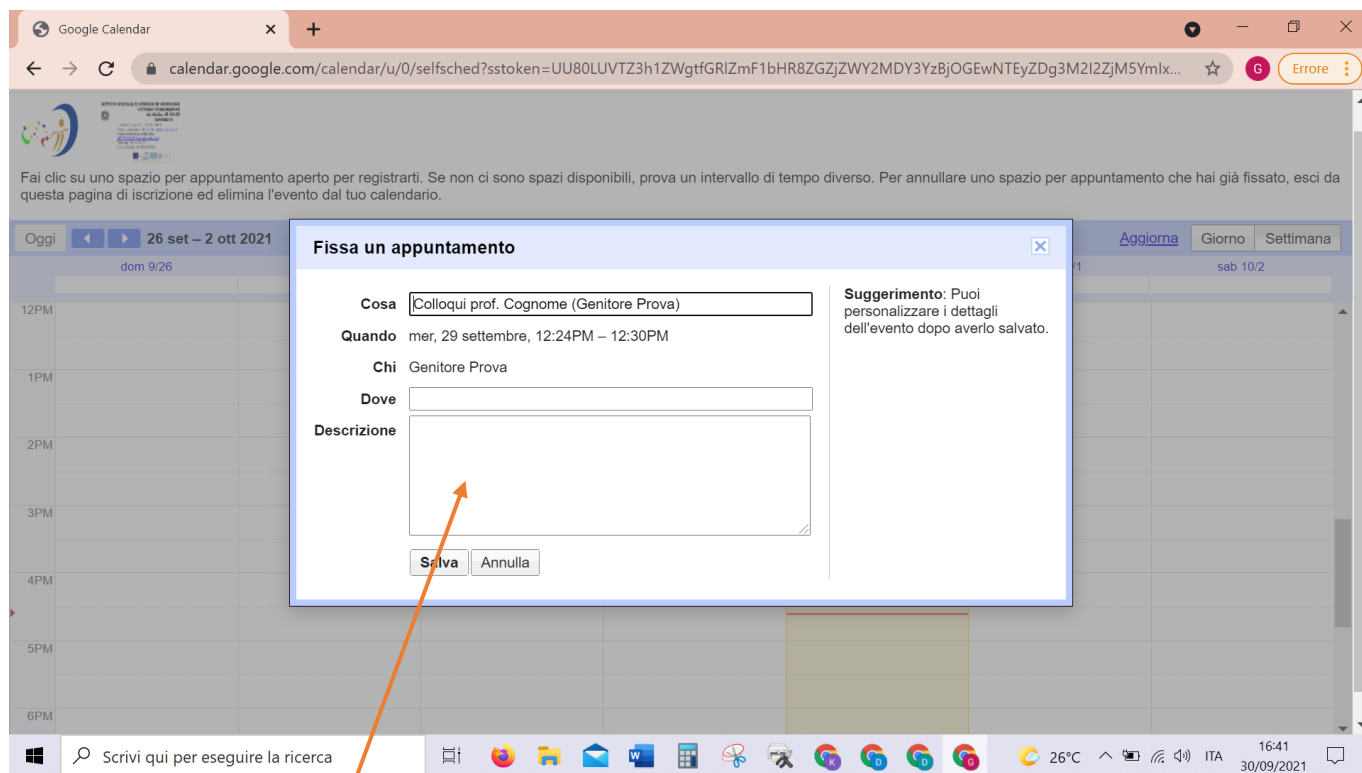 Google Calendar
calendar.google.com/calendar/u/0/selfsched?sstoken=UU80LUVTZ3h1ZWgtfGRlZmF1bHR8ZGZjZWY2MDY3YzBjOGEwNTEyZDg3M2I2ZjM5Ymlx...
G
Errore
Fai clic su uno spazio per appuntamento aperto per registrarti. Se non ci sono spazi disponibili, prova un intervallo di tempo diverso. Per annullare uno spazio per appuntamento che hai già fissato, esci da
questa pagina di iscrizione ed elimina l'evento dal tuo calendario.
Oggi 26 set – 2 ott 2021 Aggiorna Giorno Settimana
dom 9/26 /1 sab 10/2
Fissa un appuntamento
Cosa Colloqui prof. Cognome (Genitore Prova)
Quando mer, 29 settembre, 12:24PM – 12:30PM
Chi Genitore Prova
Dove
Descrizione
Salva Annulla
Suggerimento: Puoi
personalizzare i dettagli
dell'evento dopo averlo salvato.
12PM
1PM
2PM
3PM
4PM
5PM
6PM
Scrivi qui per eseguire la ricerca
26°C ITA 16:41
30/09/2021